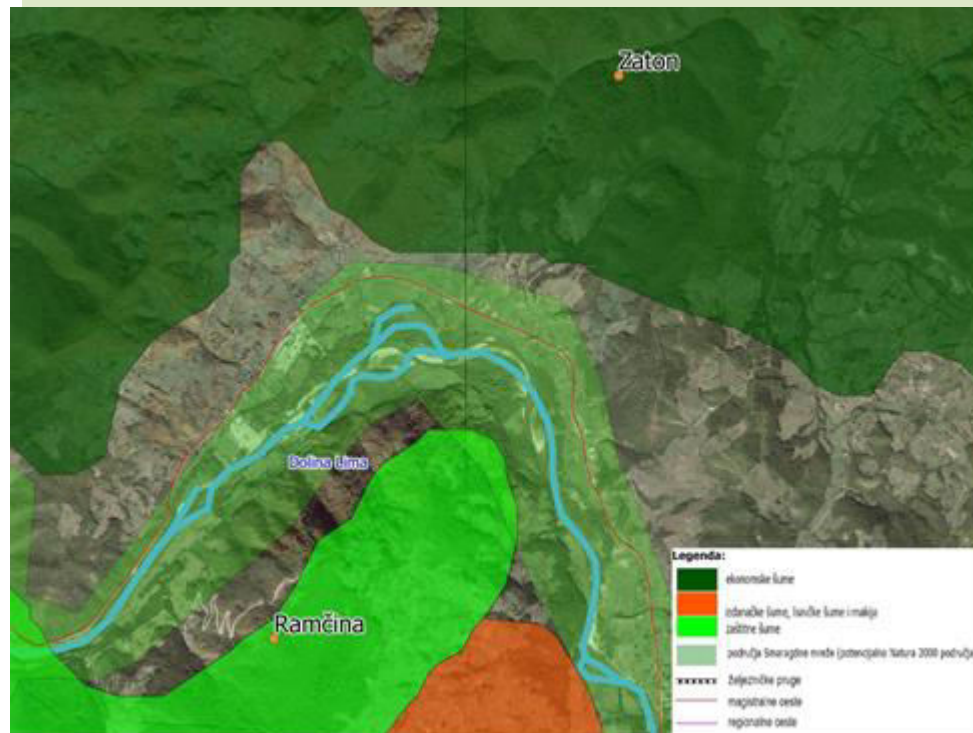 Zaton
Dolina Lima
Ramčina
Legenda:
ekonomske šume
izdanačke šume, šume i makija
zaštitne šume
područja Smaragdne mreže (potencijalno Natura 2000 područja
željezničke pruge
magistralne ceste
regionalne ceste